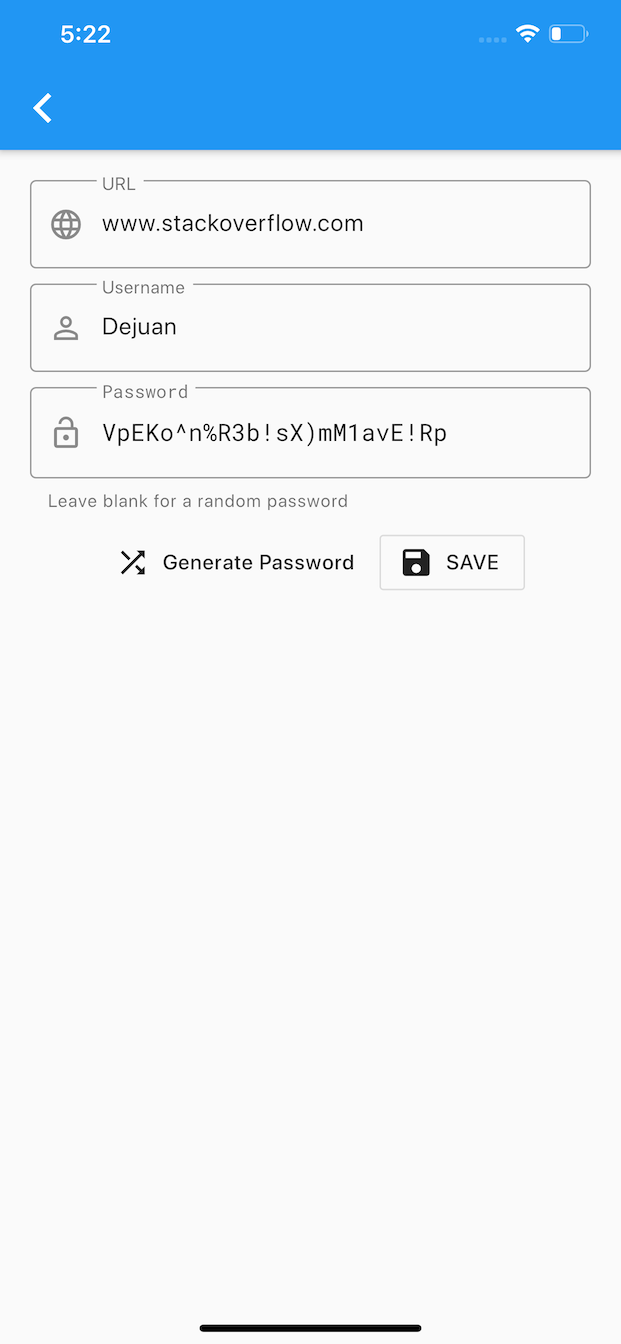 5:22
URL
www.stackoverflow.com
Username
Dejuan
Password
VpEKo^n%R3b!sX)mM1avE!Rp
Leave blank for a random password
Generate Password
SAVE